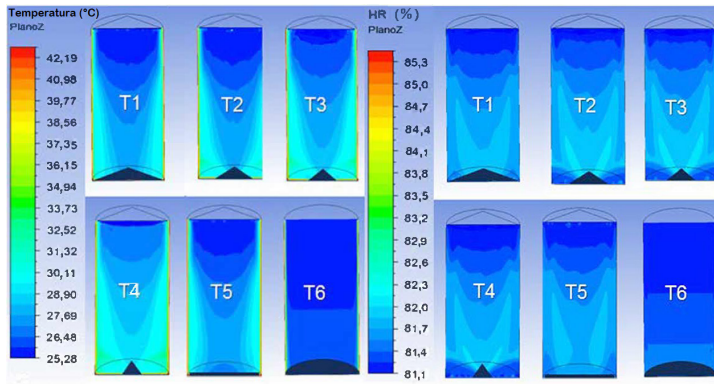 Temperatura (°C)
PlanoZ
42,19
40,98
39,77
38,56
37,35
36,15
34,94
33,73
32,52
31,32
30,11
28,90
27,69
26,48
25,28
T1
T2
T3
T4
T5
T6
HR (%)
PlanoZ
85,3
85,0
84,7
84,4
84,1
83,8
83,5
83,2
82,9
82,6
82,3
82,0
81,7
81,4
81,1
T1
T2
T3
T4
T5
T6